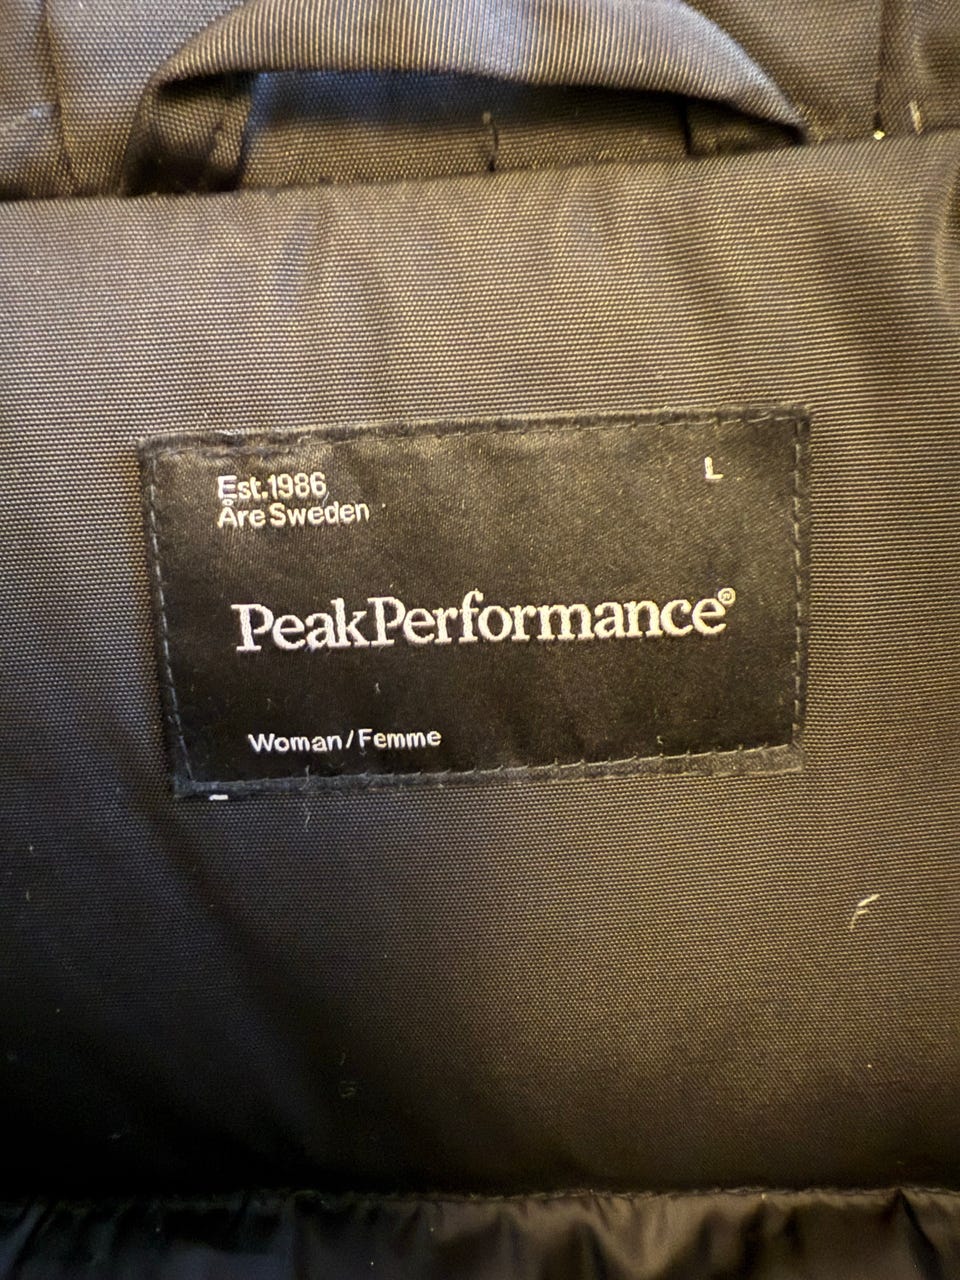 Est.1986
L
Åre Sweden
PeakPerformance®
Woman/Femme